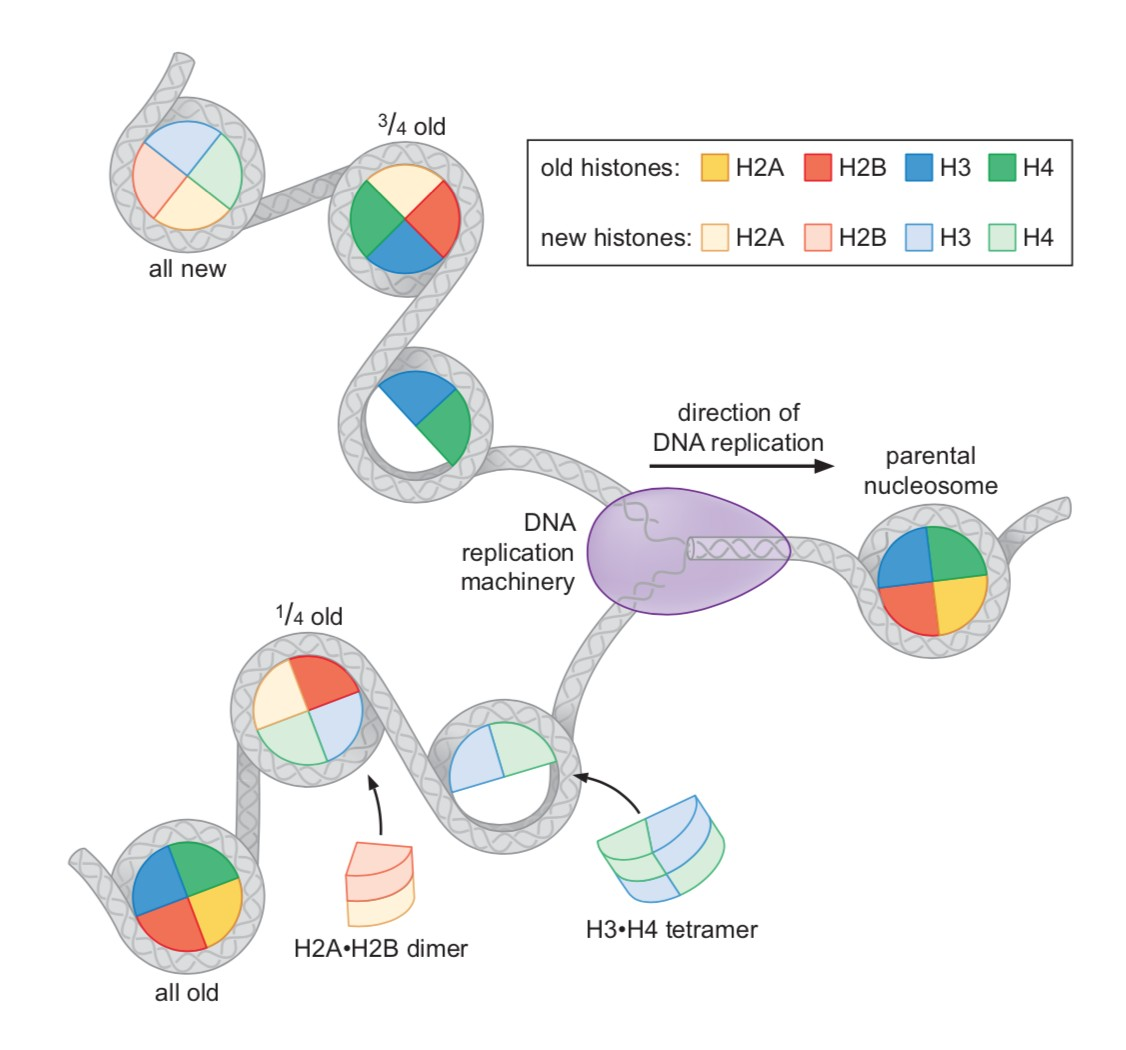 3/4 old
all new
old histones: H2A H2B H3 H4
new histones: H2A H2B H3 H4
direction of
DNA replication
parental
nucleosome
DNA
replication
machinery
1/4 old
H2A•H2B dimer
H3•H4 tetramer
all old